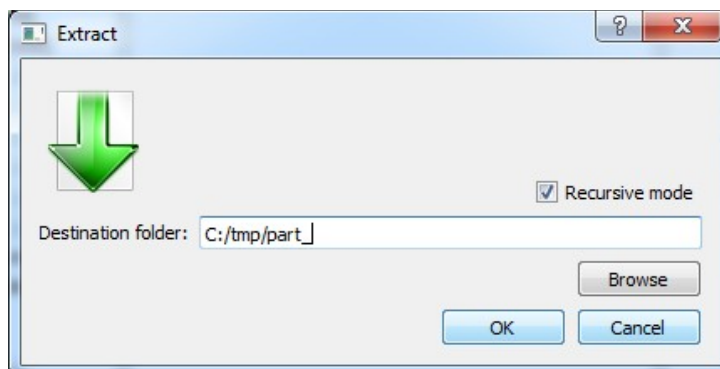 Extract
Recursive mode
Destination folder: C:/tmp/part_
Browse
OK Cancel